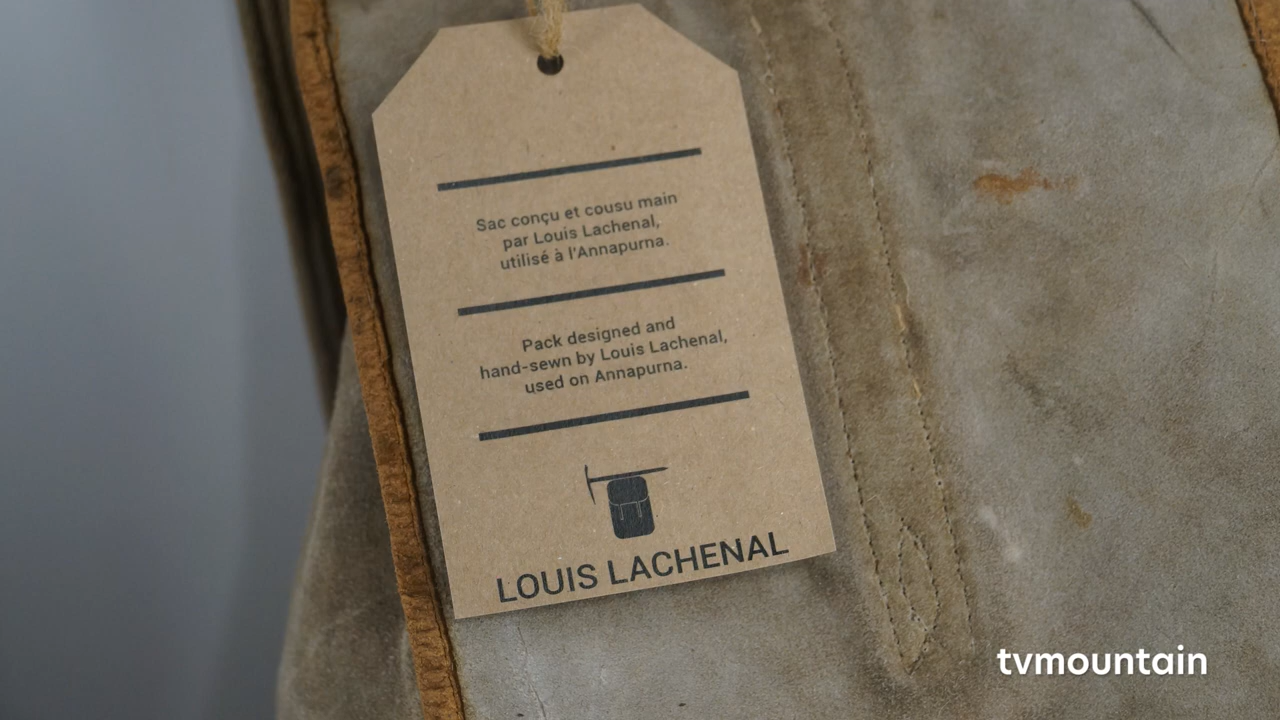 Sac conçu et cousu main
par Louis Lachenal,
utilisé à l'Annapurna.
Pack designed and
hand-sewn by Louis Lachenal,
used on Annapurna.
LOUIS LACHENAL
tvmountain